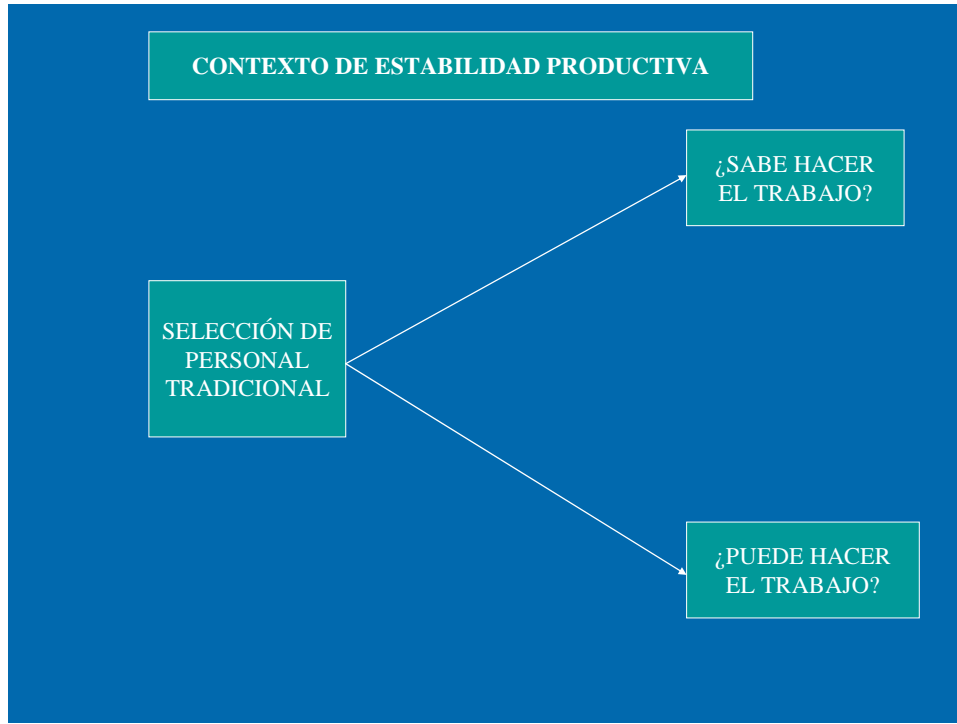 CONTEXTO DE ESTABILIDAD PRODUCTIVA
¿SABE HACER
EL TRABAJO?
SELECCIÓN DE
PERSONAL
TRADICIONAL
¿PUEDE HACER
EL TRABAJO?